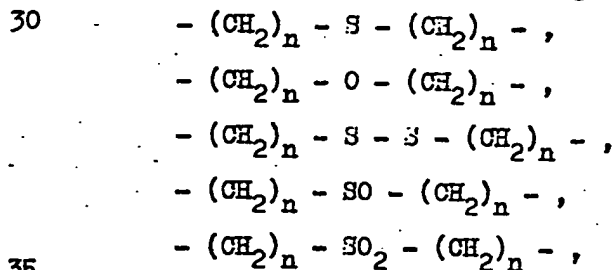 30 - (CH₂)ₙ - S - (CH₂)ₙ - ,
- (CH₂)ₙ - O - (CH₂)ₙ - ,
- (CH₂)ₙ - S - S - (CH₂)ₙ - ,
- (CH₂)ₙ - SO - (CH₂)ₙ - ,
- (CH₂)ₙ - SO₂ - (CH₂)ₙ - ,
35